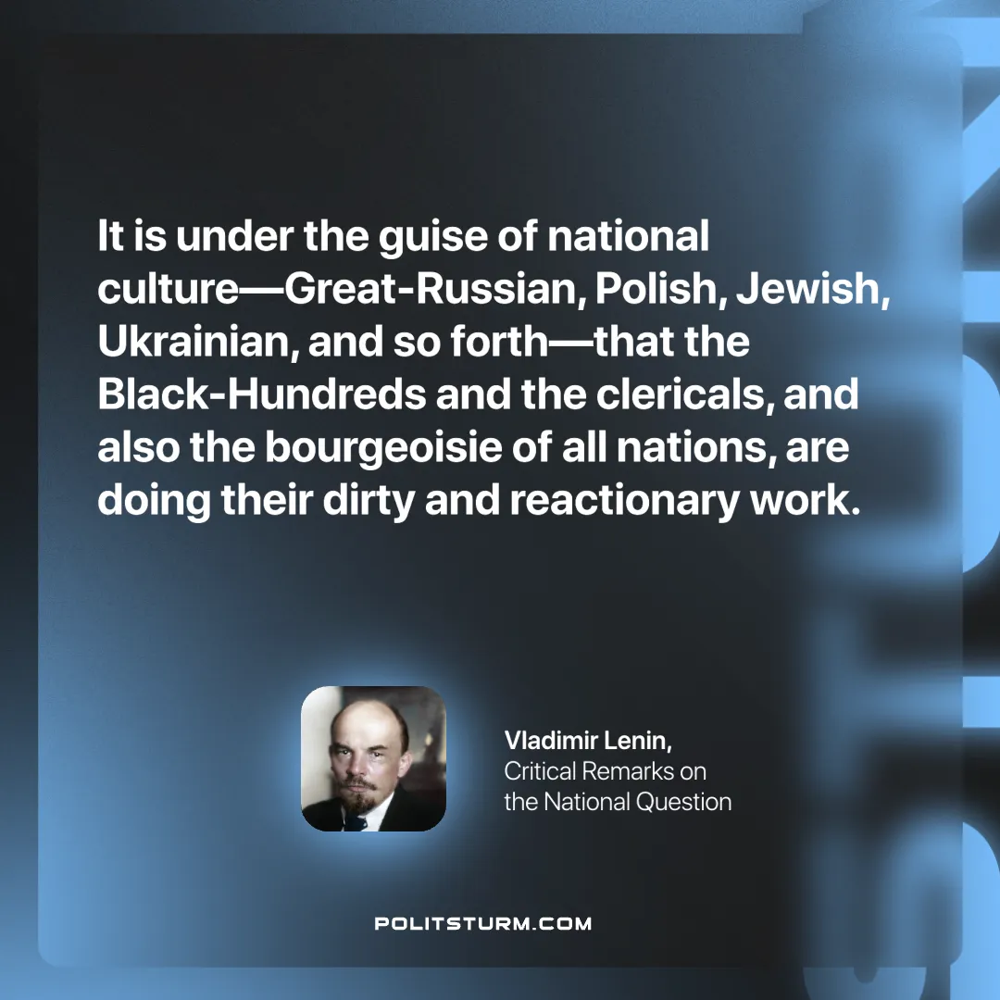 It is under the guise of national
culture—Great-Russian, Polish, Jewish,
Ukrainian, and so forth—that the
Black-Hundreds and the clericals, and
also the bourgeoisie of all nations, are
doing their dirty and reactionary work.
Vladimir Lenin,
Critical Remarks on
the National Question
POLITSTURM.COM